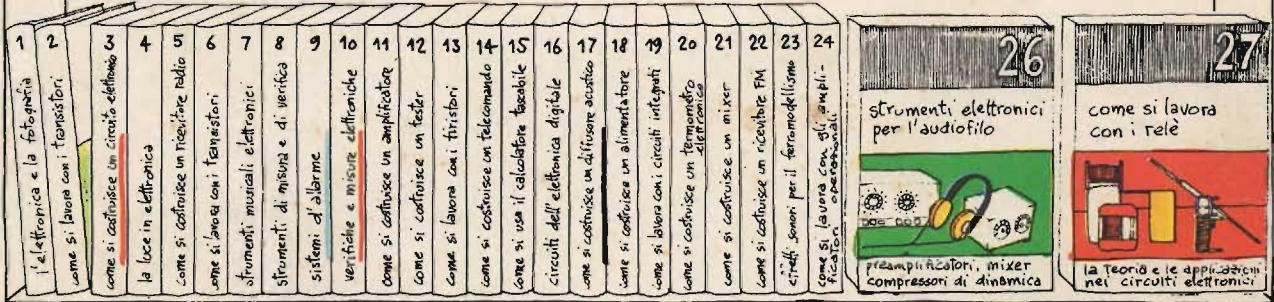 1
l'elettronica e la fotografia
2
come si lavora con i transistori
3
come si costruisce un circuito elettronico
4
la luce in elettronica
5
come si costruisce un ricevitore radio
6
come si lavora con i transistori
7
strumenti musicali elettronici
8
strumenti di misura e di verifica
9
sistemi d'allarme
10
verifiche e misure elettroniche
11
come si costruisce un amplificatore
12
come si costruisce un tester
13
come si lavora con i tiristori
14
come si costruisce un telecomando
15
come si usa il calcolatore tascabile
16
circuiti dell'elettronica digitale
17
come si costruisce un diffusore acustico
18
come si costruisce un alimentatore
19
come si lavora con i circuiti integrati
20
come si costruisce un termometro
elettronico
21
come si costruisce un mixer
22
come si costruisce un ricevitore FM
23
effetti sonori per il ferromodellismo
24
come si lavora con gli ampli-
ficatori operazionali
26
strumenti elettronici
per l'audiofilo
preamplificatori, mixer
compressori di dinamica
27
come si lavora
con i relè
la teoria e le applicazioni
nei circuiti elettronici